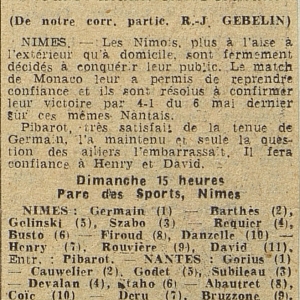 (De notre corr. partic. R.-J. GEBELIN)
NIMES. — Les Nîmois, plus à l'aise à
l'extérieur qu'à domicile, sont fermement
décidés à conquérir leur public. Le match
de Monaco leur a permis de reprendre
confiance et ils sont résolus à confirmer
leur victoire par 4-1 du 6 mai dernier
sur ces mêmes Nantais.
Pibarot, très satisfait de la tenue de
Germain, l'a maintenu et seule la ques-
tion des ailiers l'embarrassait. Il fera
confiance à Henry et David.
Dimanche 15 heures
Parc des Sports, Nimes
NIMES : Germain (1) — Barthès (2),
Golinski (5), Szabo (3) — Requier (4),
Busto (6) — Firoud (8), Danzelle (10) —
Henry (7), Rouvière (9), David (11).
Entr. : Pibarot. NANTES : Gorius (1)
— Cauwelier (2), Godet (5), Subileau (3)
— Devalan (4), Staho (6) — Abautret (8),
Coïc (10) — Deru (7), Bruzzone (9),